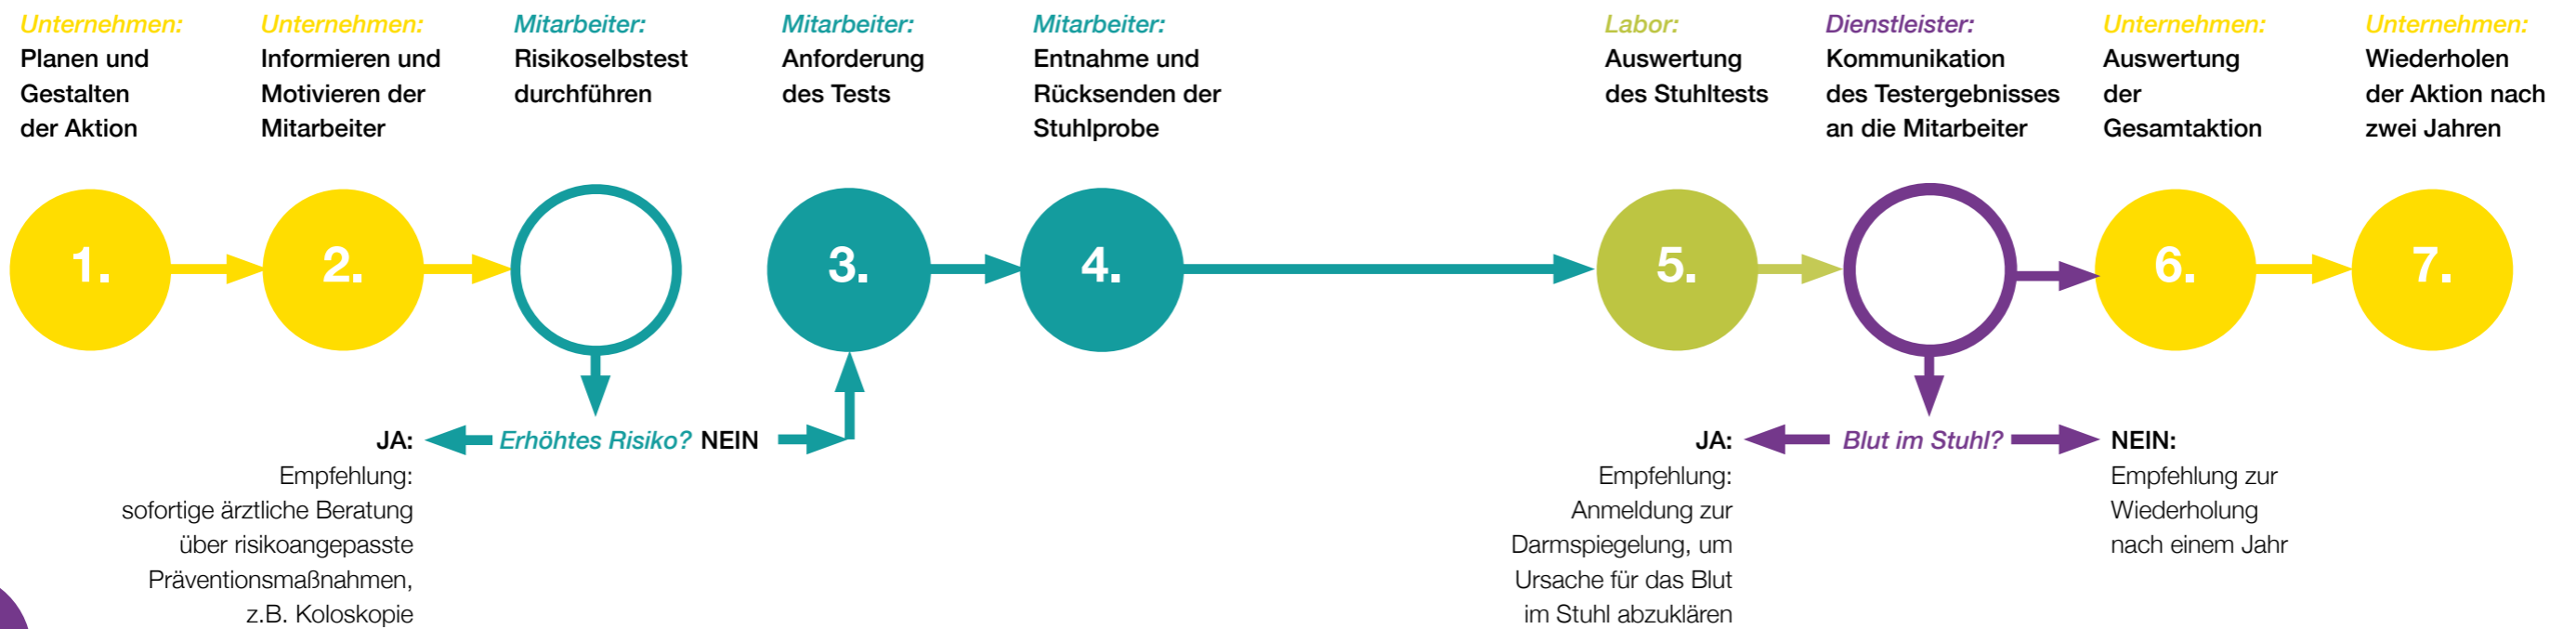 Unternehmen:
Planen und
Gestalten
der Aktion
Unternehmen:
Informieren und
Motivieren der
Mitarbeiter
Mitarbeiter:
Risikoselbstest
durchführen
Mitarbeiter:
Anforderung
des Tests
Mitarbeiter:
Entnahme und
Rücksenden der
Stuhlprobe
Labor:
Auswertung
des Stuhltests
Dienstleister:
Kommunikation
des Testergebnisses
an die Mitarbeiter
Unternehmen:
Auswertung
der
Gesamtaktion
Unternehmen:
Wiederholen
der Aktion nach
zwei Jahren
1.
2.
3.
4.
5.
6.
7.
JA:
Erhöhtes Risiko? NEIN
Empfehlung:
sofortige ärztliche Beratung
über risikoangepasste
Präventionsmaßnahmen,
z.B. Koloskopie
Blut im Stuhl?
JA:
Empfehlung:
Anmeldung zur
Darmspiegelung, um
Ursache für das Blut
im Stuhl abzuklären
NEIN:
Empfehlung zur
Wiederholung
nach einem Jahr